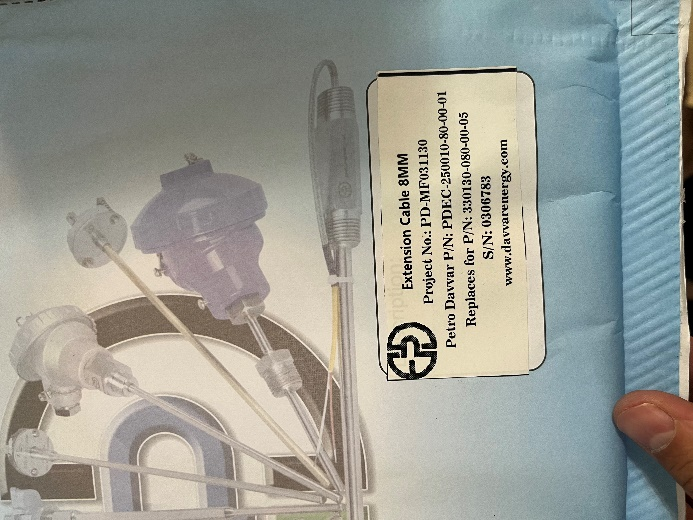 Extension Cable 8MM
Project No.: PD-MF031130
Petro Davvar P/N: PDEC-250010-80-00-01
Replaces for P/N: 330130-080-00-05
S/N: 0306783
www.davvarenergy.com